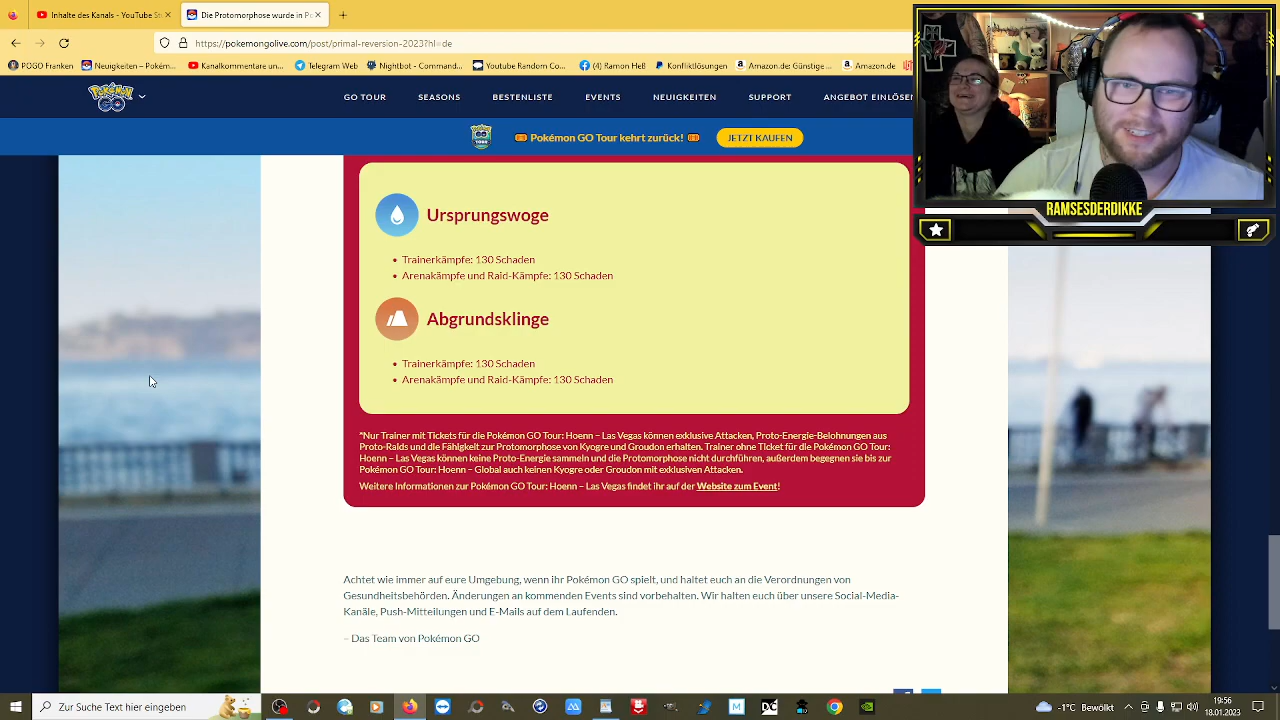 Inhalte des Kanals - YouTube S
Protomorphose wurde in P
https://pokemongolive.com/post/primal-reversion-2023?hl=de
POGO Franken
Neuigkeiten – Pokém...
Kanalkommentare un...
Telegram Web
Nightbot - Command...
Youtube Random Co...
(4) Ramon Hell
Konfliktlösungen
Amazon.de Günstige...
Amazon.de
POKÉMON GO
GO TOUR
SEASONS
BESTENLISTE
EVENTS
NEUIGKEITEN
SUPPORT
ANGEBOT EINLÖSEN
Pokémon GO Tour kehrt zurück!
JETZT KAUFEN
RAMSESDERDIKKE
Ursprungswoge
• Trainerkämpfe: 130 Schaden
• Arenakämpfe und Raid-Kämpfe: 130 Schaden
Abgrundsklinge
• Trainerkämpfe: 130 Schaden
• Arenakämpfe und Raid-Kämpfe: 130 Schaden
*Nur Trainer mit Tickets für die Pokémon GO Tour: Hoenn – Las Vegas können exklusive Attacken, Proto-Energie-Belohnungen aus
Proto-Raids und die Fähigkeit zur Protomorphose von Kyogre und Groudon erhalten. Trainer ohne Ticket für die Pokémon GO Tour:
Hoenn – Las Vegas können keine Proto-Energie sammeln und die Protomorphose nicht durchführen, außerdem begegnen sie bis zur
Pokémon GO Tour: Hoenn – Global auch keinen Kyogre oder Groudon mit exklusiven Attacken.
Weitere Informationen zur Pokémon GO Tour: Hoenn – Las Vegas findet ihr auf der Website zum Event!
Achtet wie immer auf eure Umgebung, wenn ihr Pokémon GO spielt, und haltet euch an die Verordnungen von
Gesundheitsbehörden. Änderungen an kommenden Events sind vorbehalten. Wir halten euch über unsere Social-Media-
Kanäle, Push-Mitteilungen und E-Mails auf dem Laufenden.
– Das Team von Pokémon GO
Zur Suche Text hier eingeben
19:56
18.01.2023